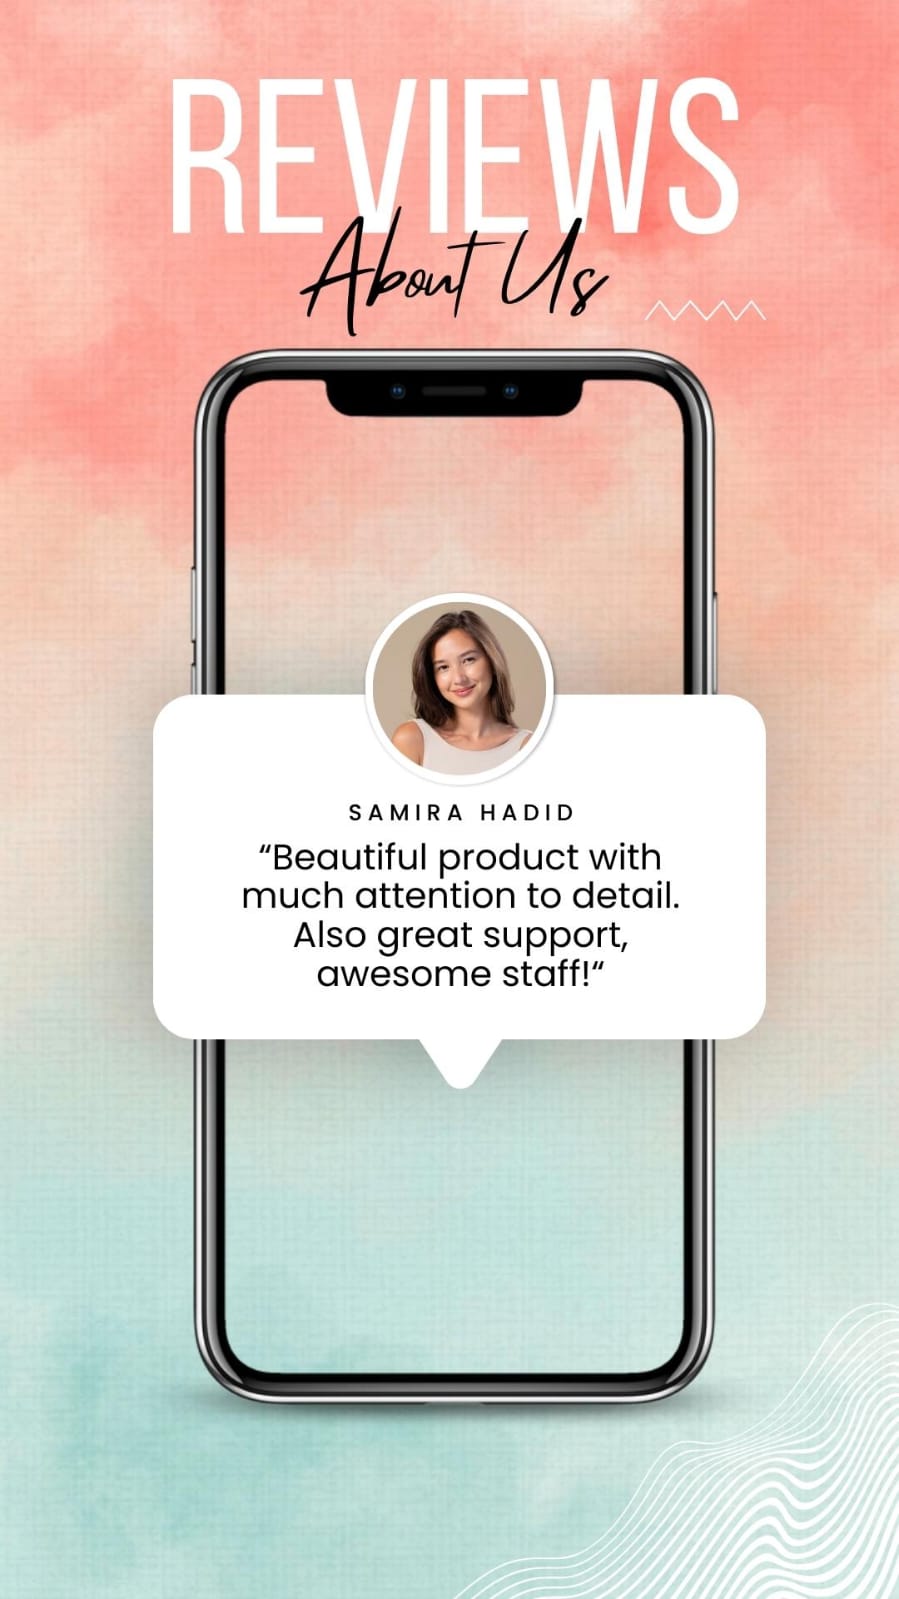 REVIEWS
About Us
SAMIRA HADID
“Beautiful product with
much attention to detail.
Also great support,
awesome staff!“